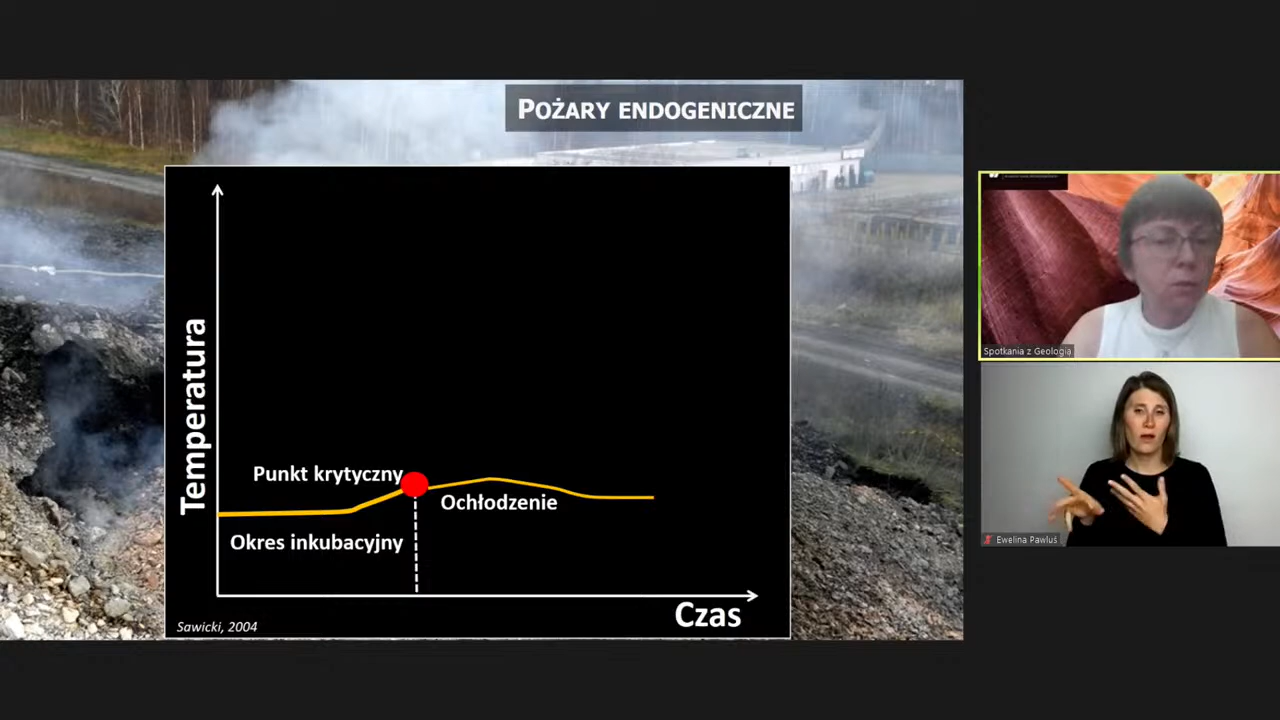 POŻARY ENDOGENICZNE
Temperatura
Punkt krytyczny
Ochłodzenie
Okres inkubacyjny
Czas
Sawicki, 2004
Spotkania z Geologią
Ewelina Pawluś